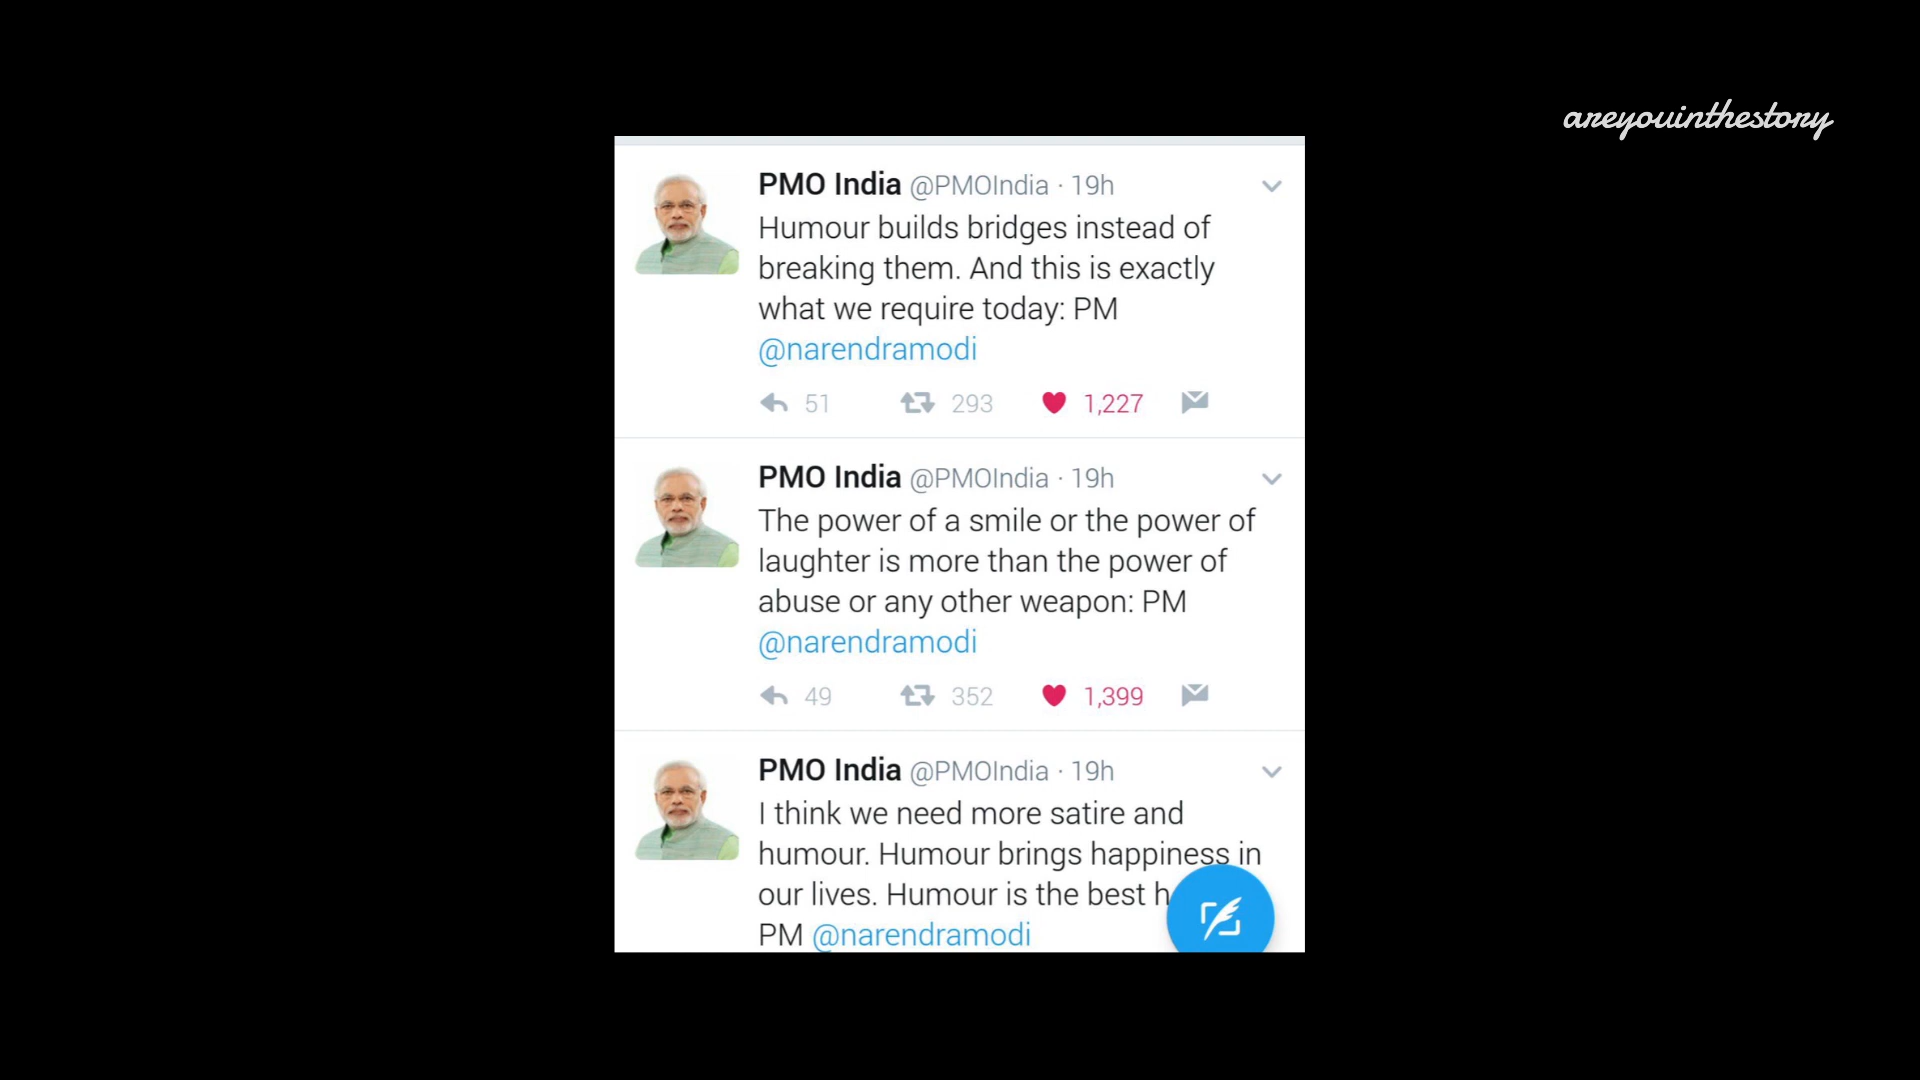 areyouinthestory
PMO India @PMOIndia · 19h
Humour builds bridges instead of
breaking them. And this is exactly
what we require today: PM
@narendramodi
51 293 1,227
PMO India @PMOIndia · 19h
The power of a smile or the power of
laughter is more than the power of
abuse or any other weapon: PM
@narendramodi
49 352 1,399
PMO India @PMOIndia · 19h
I think we need more satire and
humour. Humour brings happiness in
our lives. Humour is the best
PM @narendramodi